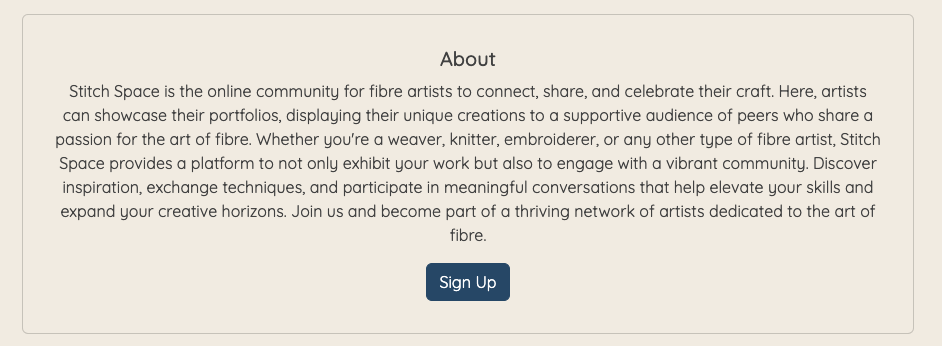 About
Stitch Space is the online community for fibre artists to connect, share, and celebrate their craft. Here, artists
can showcase their portfolios, displaying their unique creations to a supportive audience of peers who share a
passion for the art of fibre. Whether you're a weaver, knitter, embroiderer, or any other type of fibre artist, Stitch
Space provides a platform to not only exhibit your work but also to engage with a vibrant community. Discover
inspiration, exchange techniques, and participate in meaningful conversations that help elevate your skills and
expand your creative horizons. Join us and become part of a thriving network of artists dedicated to the art of
fibre.
Sign Up